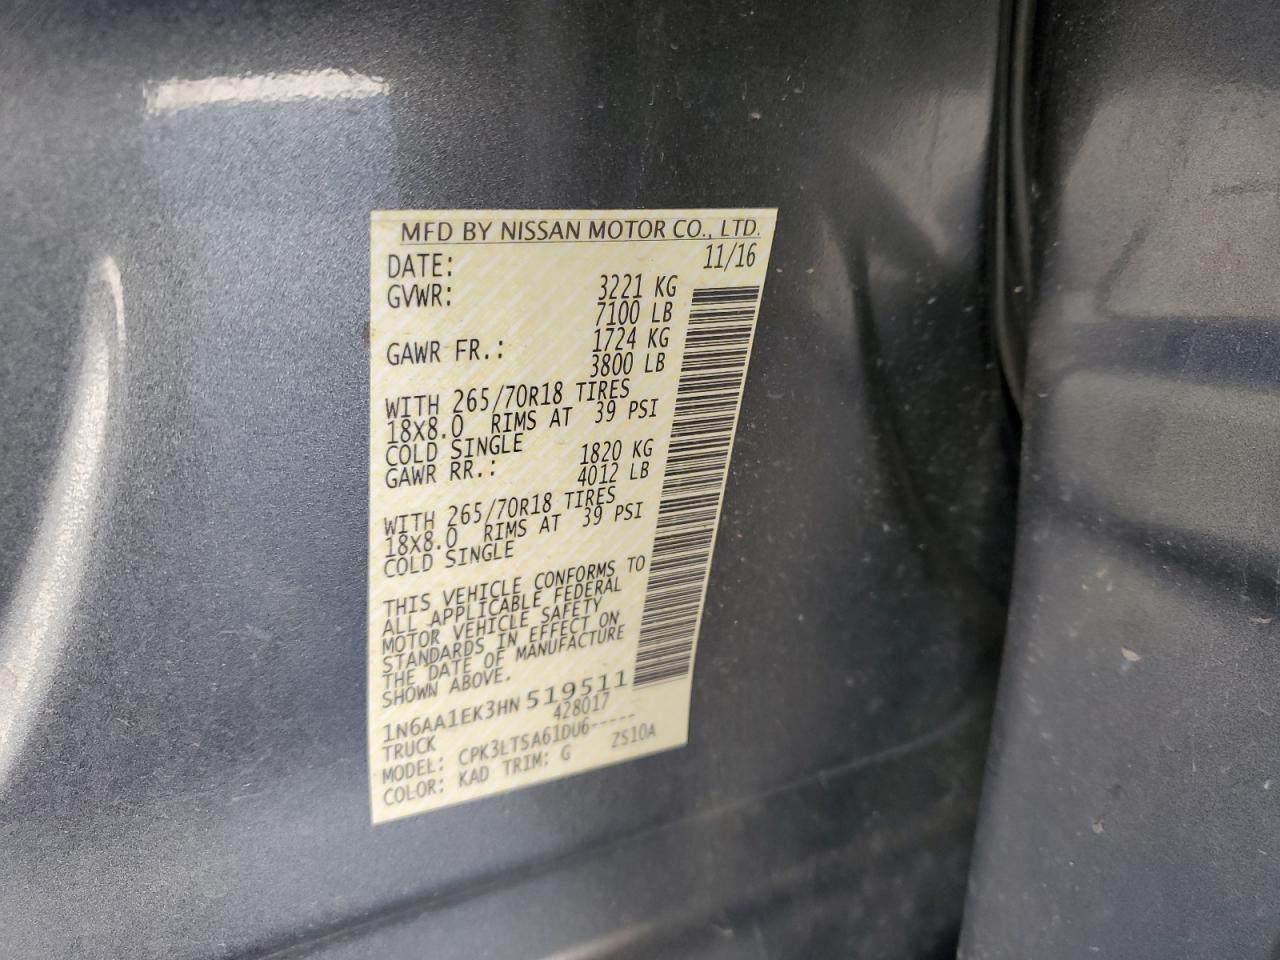 MFD BY NISSAN MOTOR CO., LTD.
DATE: 11/16
GVWR: 3221 KG
7100 LB
GAWR FR.: 1724 KG
3800 LB
WITH 265/70R18 TIRES
18X8.0 RIMS AT 39 PSI
COLD SINGLE
GAWR RR.: 1820 KG
4012 LB
WITH 265/70R18 TIRES
18X8.0 RIMS AT 39 PSI
COLD SINGLE
THIS VEHICLE CONFORMS TO
ALL APPLICABLE FEDERAL
MOTOR VEHICLE SAFETY
STANDARDS IN EFFECT ON
THE DATE OF MANUFACTURE
SHOWN ABOVE.
1N6AA1EK3HN519511
TRUCK 428017
MODEL: CPK3LTSA61DU6-----
COLOR: KAD TRIM: G ZS10A